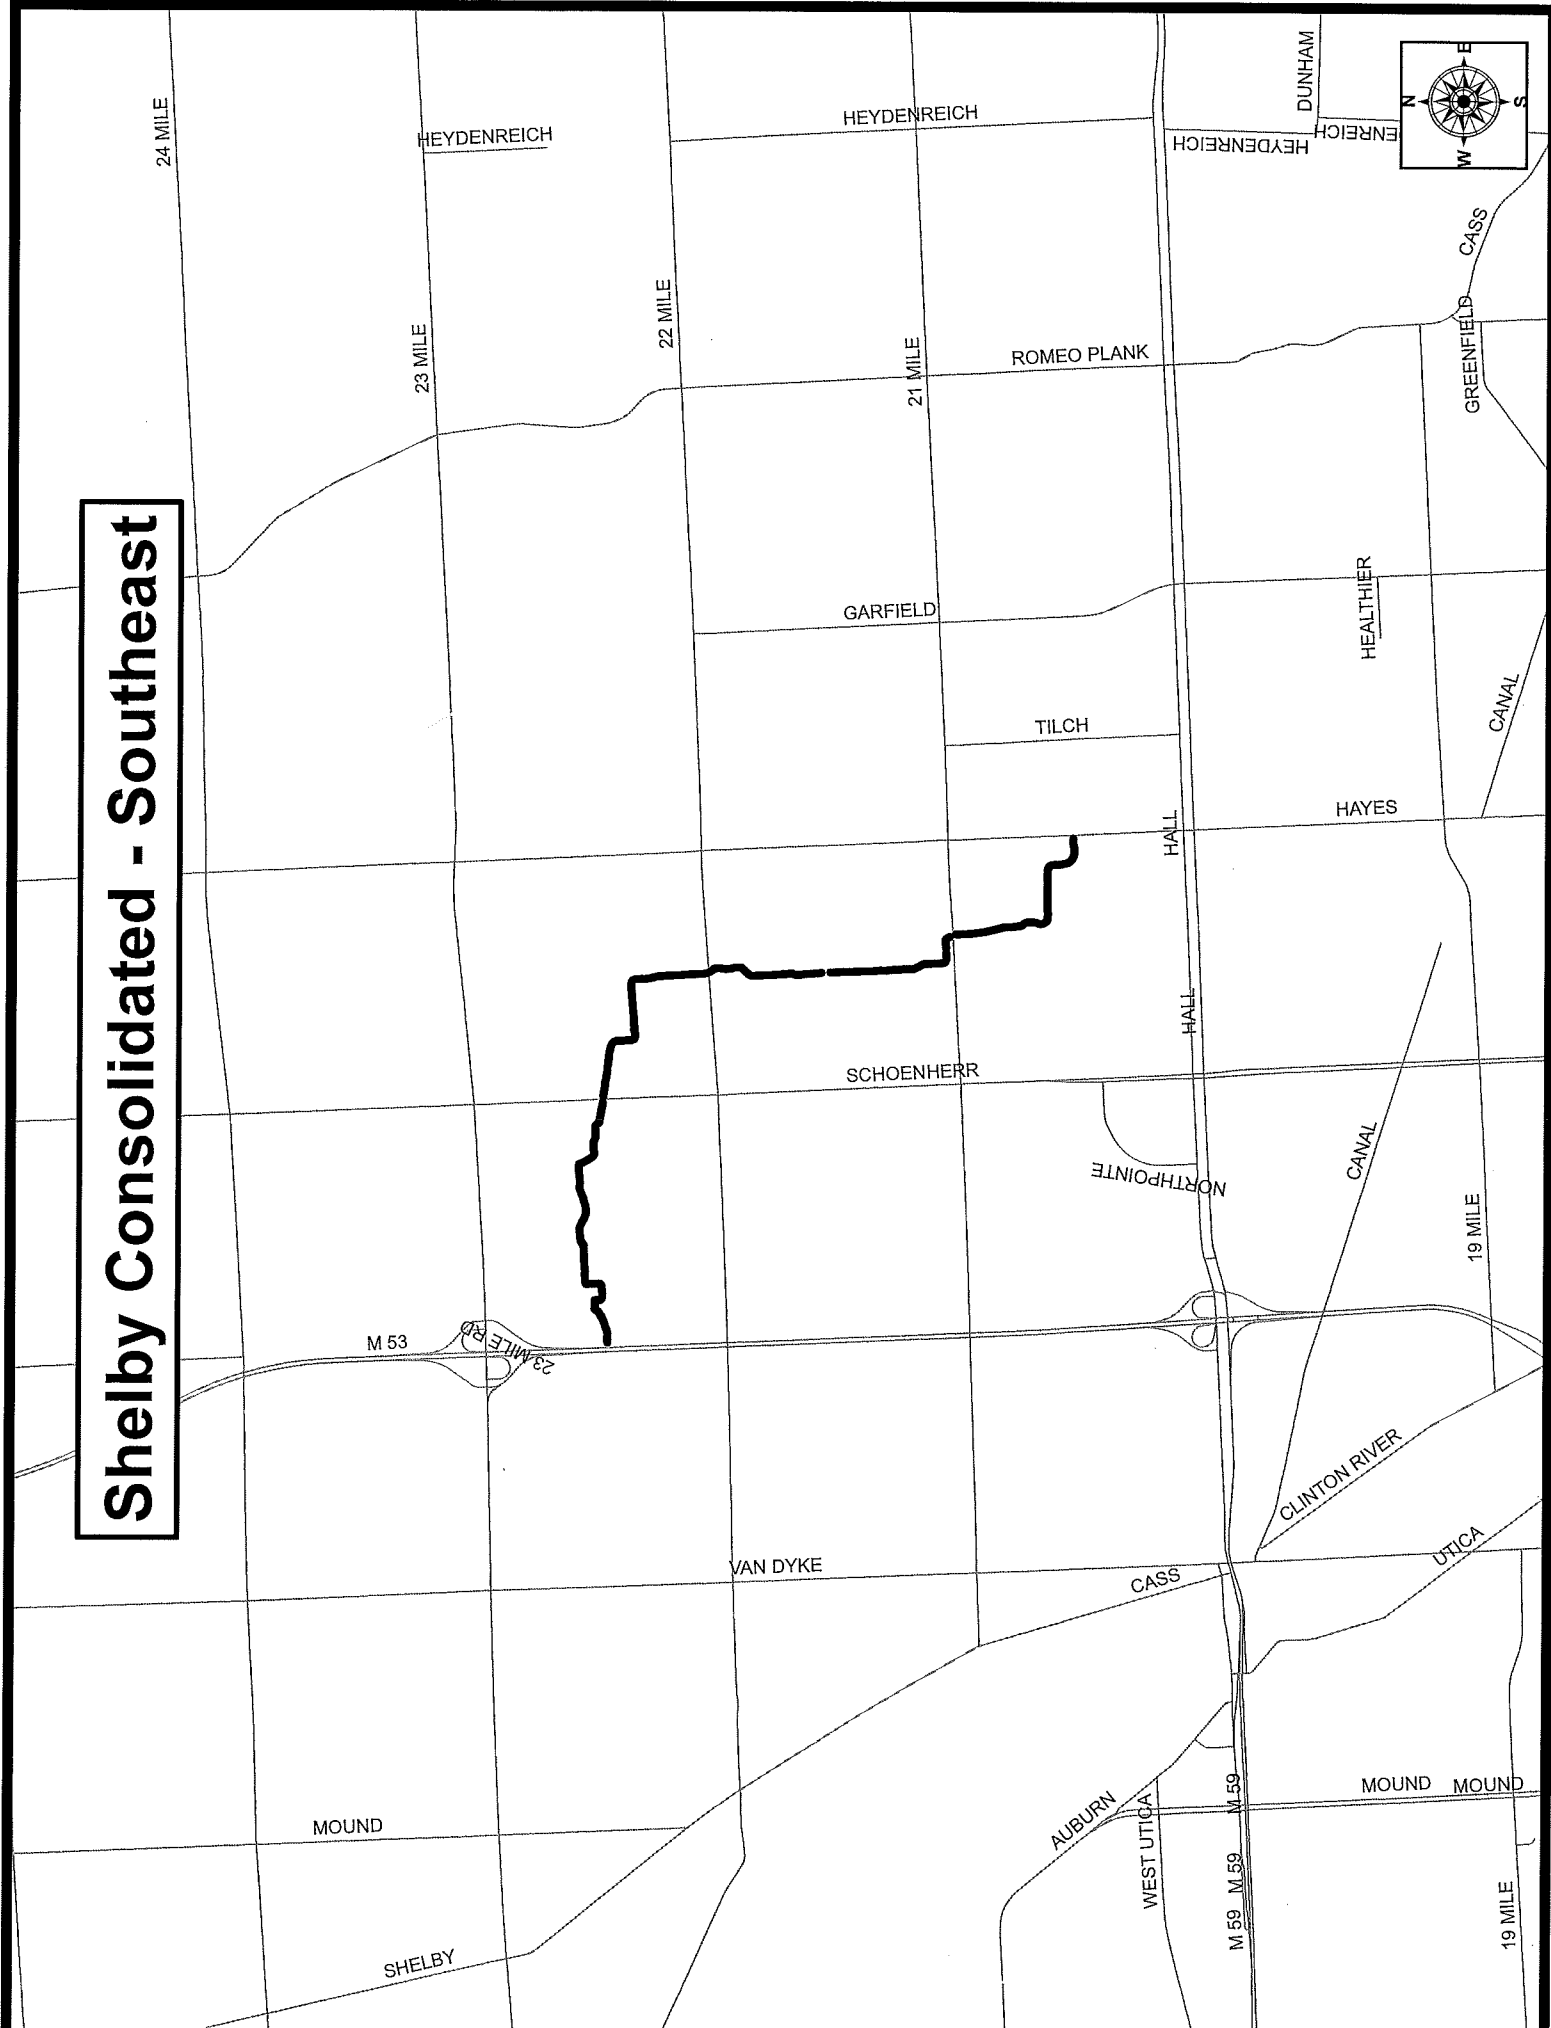 Shelby Consolidated - Southeast
24 MILE
HEYDENREICH
HEYDENREICH
HEYDENREICH
HEYDENREICH
DUNHAM
N
E
S
W
23 MILE
22 MILE
21 MILE
ROMEO PLANK
CASS
GREENFIELD
GARFIELD
HEALTHIER
TILCH
CANAL
HALL
HAYES
HALL
SCHOENHERR
NORTHPOINTE
CANAL
19 MILE
M 53
23 MILE RD
CLINTON RIVER
UTICA
VAN DYKE
CASS
MOUND
AUBURN
WEST UTICA
M 59
MOUND
MOUND
M 59
M 59
SHELBY
19 MILE